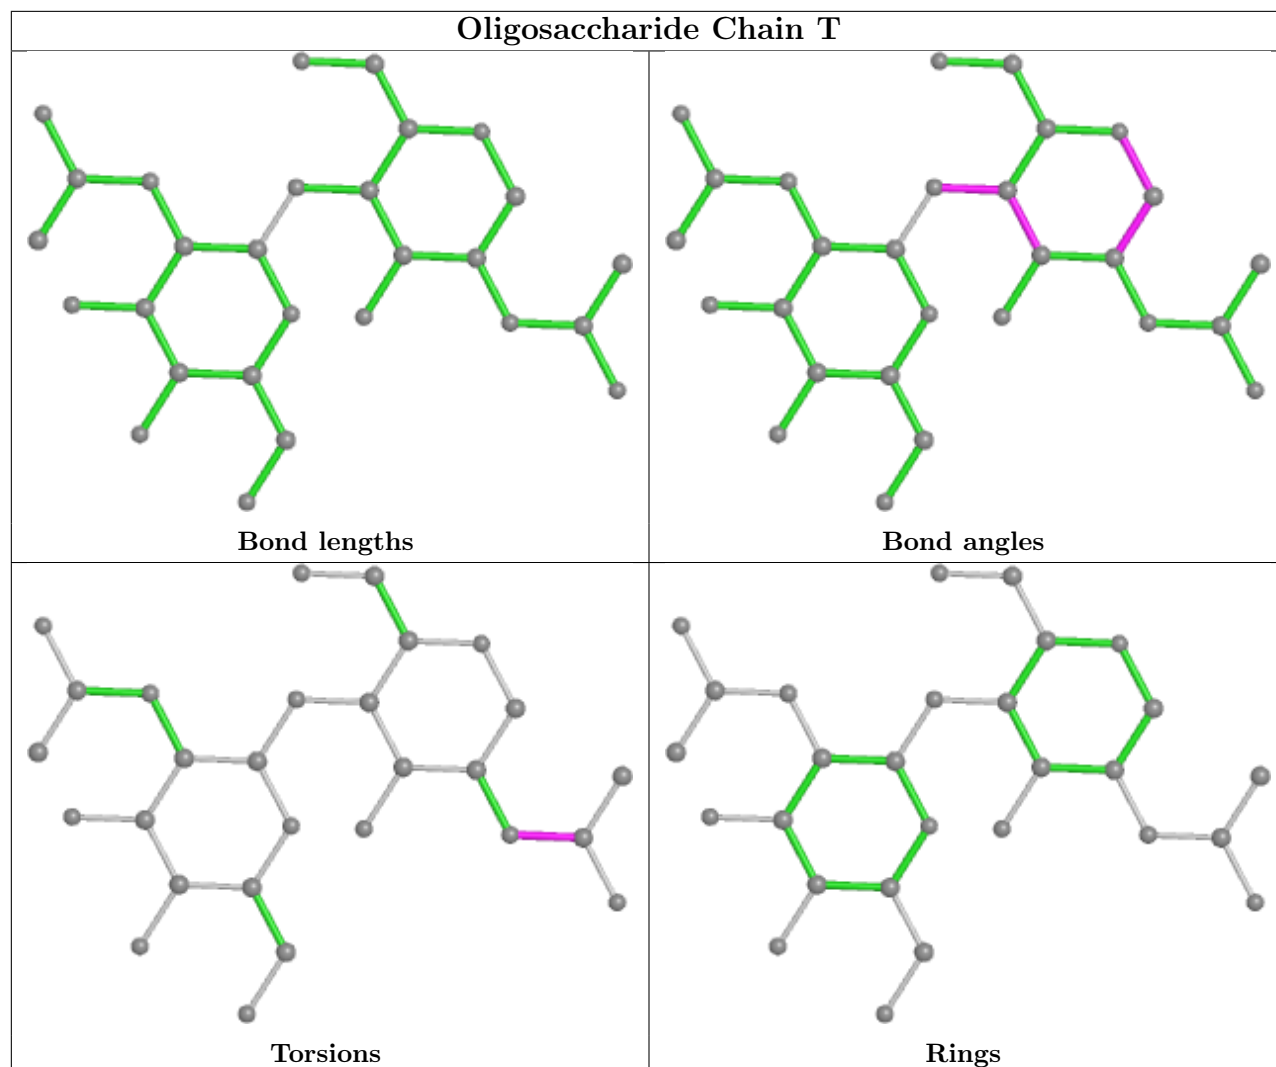 Oligosaccharide Chain T
Bond lengths
Bond angles
Torsions
Rings